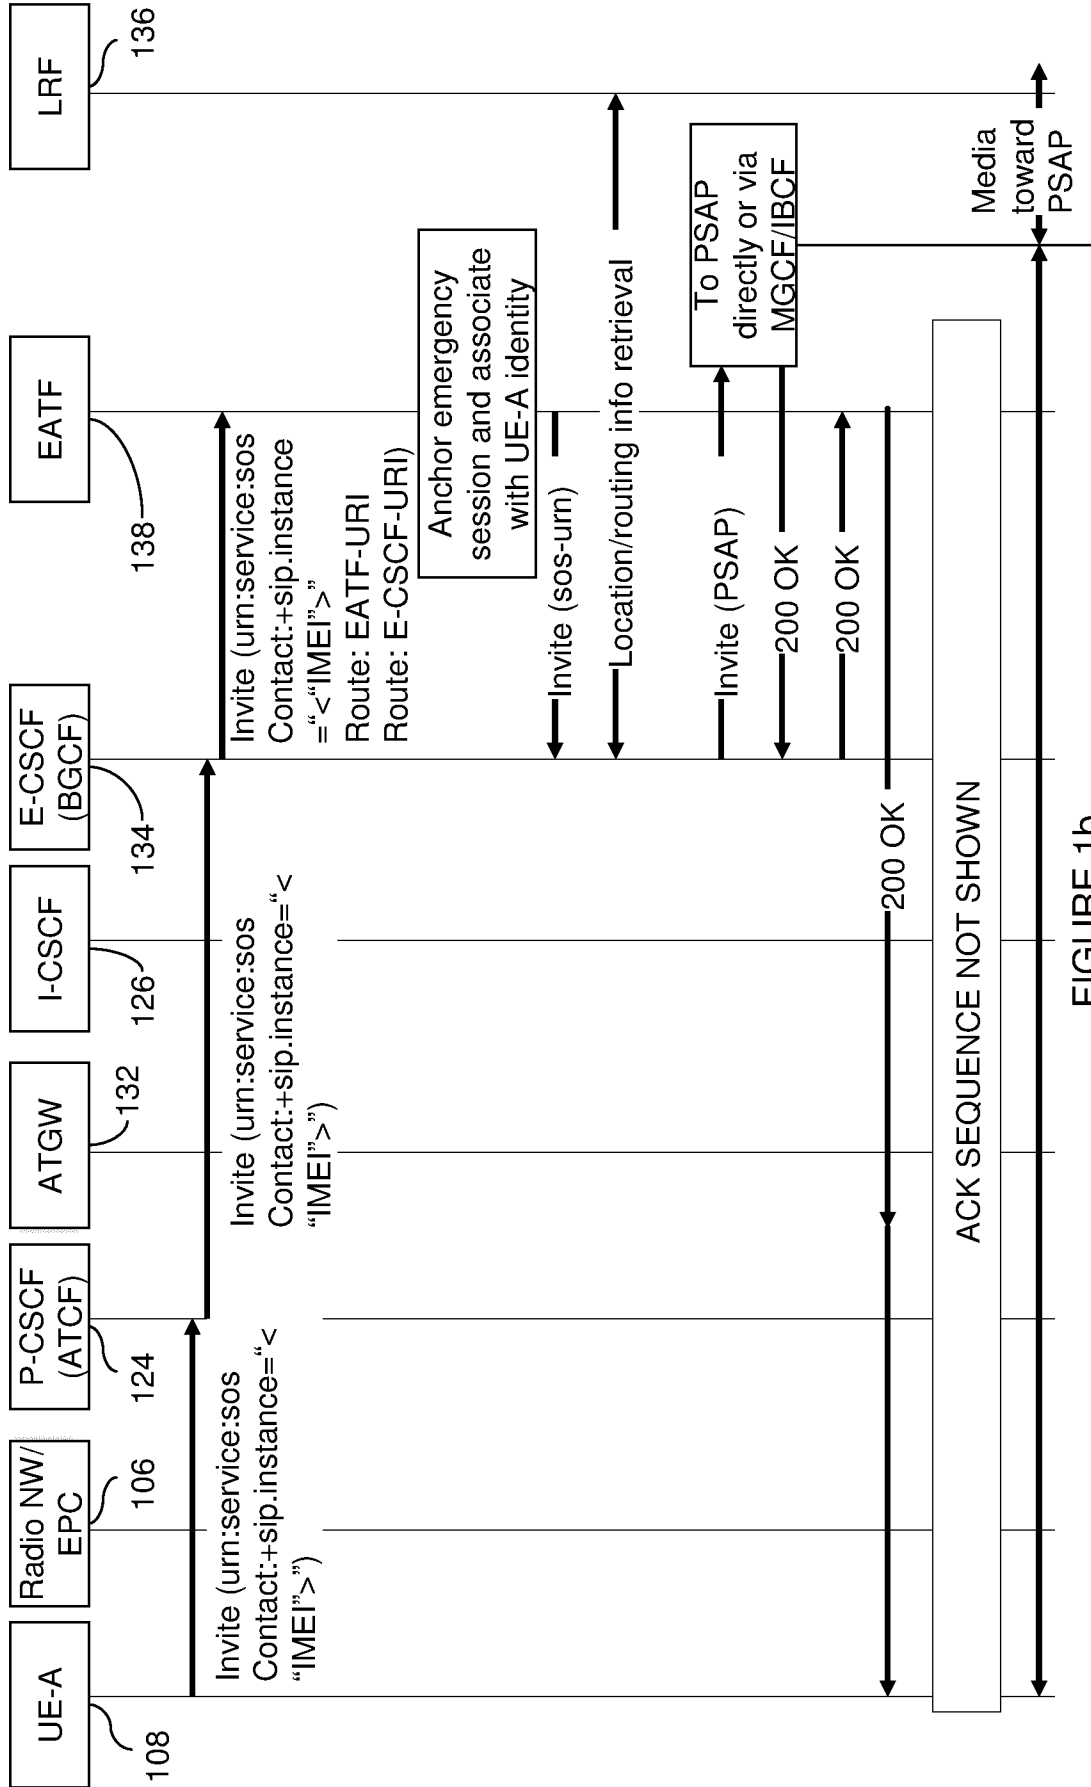 UE-A
108
Radio NW/
EPC
106
P-CSCF
(ATCF)
124
ATGW
132
I-CSCF
126
E-CSCF
(BGCF)
134
EATF
138
LRF
136
Invite (urn:service:sos
Contact:+sip.instance="<
"IMEI">")
Invite (urn:service:sos
Contact:+sip.instance="<
"IMEI">")
Invite (urn:service:sos
Contact:+sip.instance
="<"IMEI">"
Route: EATF-URI
Route: E-CSCF-URI)
Anchor emergency
session and associate
with UE-A identity
Invite (sos-urn)
Location/routing info retrieval
Invite (PSAP)
To PSAP
directly or via
MGCF/IBCF
200 OK
200 OK
200 OK
ACK SEQUENCE NOT SHOWN
Media
toward
PSAP
FIGURE 1b